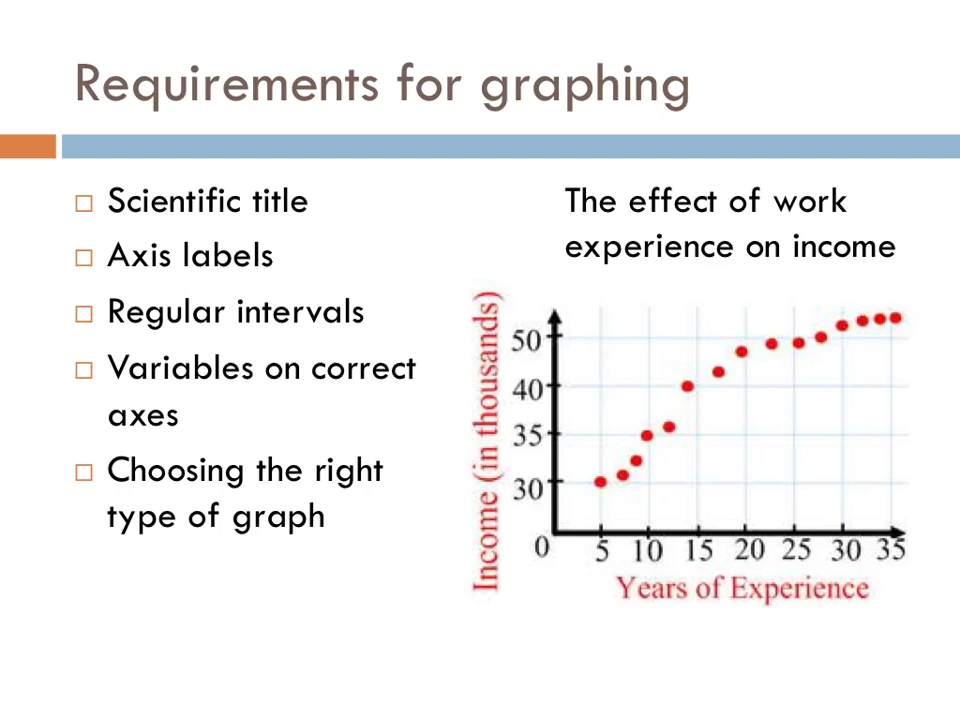 Requirements for graphing
Scientific title
Axis labels
Regular intervals
Variables on correct
axes
Choosing the right
type of graph
The effect of work
experience on income
Income (in thousands)
50
40
35
30
0 5 10 15 20 25 30 35
Years of Experience